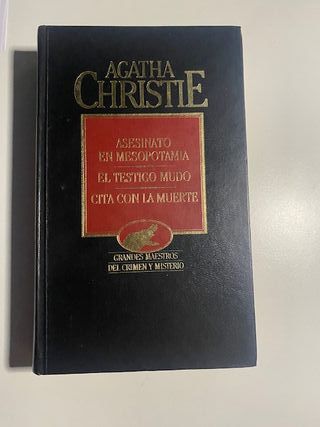 AGATHA
CHRISTIE
ASESINATO
EN MESOPOTAMIA
EL TESTIGO MUDO
CITA CON LA MUERTE
GRANDES MAESTROS
DEL CRIMEN Y MISTERIO